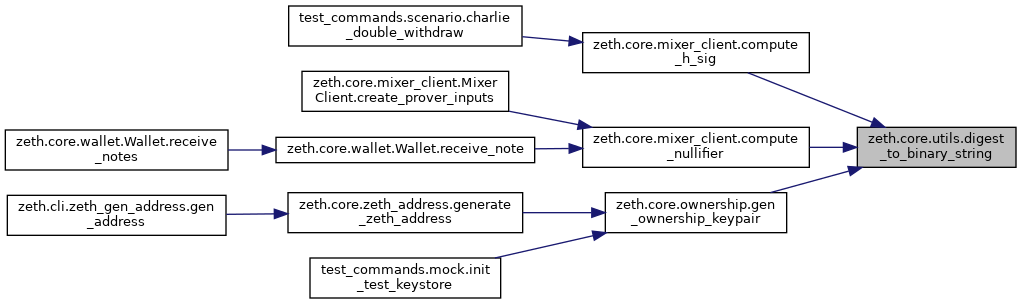 test_commands.scenario.charlie
_double_withdraw
zeth.core.mixer_client.compute
_h_sig
zeth.core.mixer_client.Mixer
Client.create_prover_inputs
zeth.core.wallet.Wallet.receive
_notes
zeth.core.wallet.Wallet.receive_note
zeth.core.mixer_client.compute
_nullifier
zeth.core.utils.digest
_to_binary_string
zeth.cli.zeth_gen_address.gen
_address
zeth.core.zeth_address.generate
_zeth_address
zeth.core.ownership.gen
_ownership_keypair
test_commands.mock.init
_test_keystore